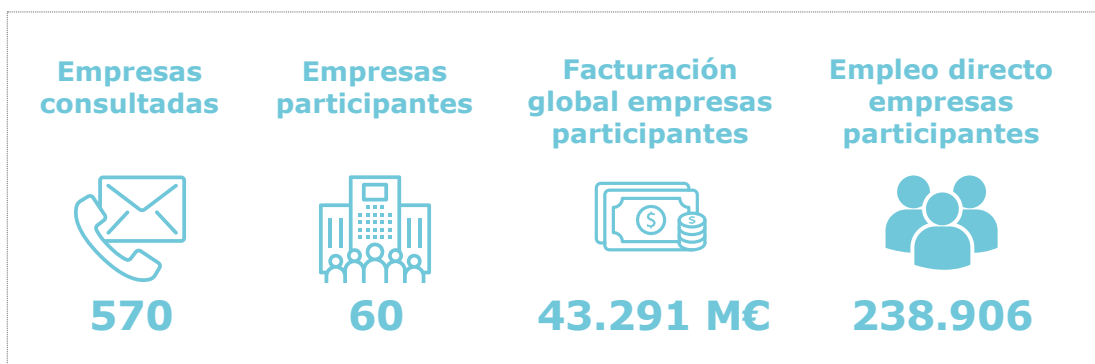 Empresas
consultadas
570
Empresas
participantes
60
Facturación
global empresas
participantes
$
$
43.291 M€
Empleo directo
empresas
participantes
238.906